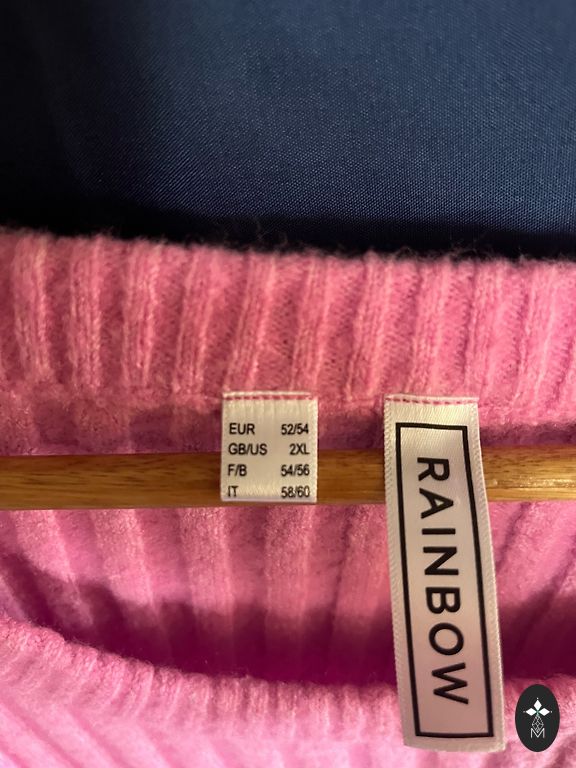 EUR 52/54
GB/US 2XL
F/B 54/56
IT 58/60
RAINBOW
M